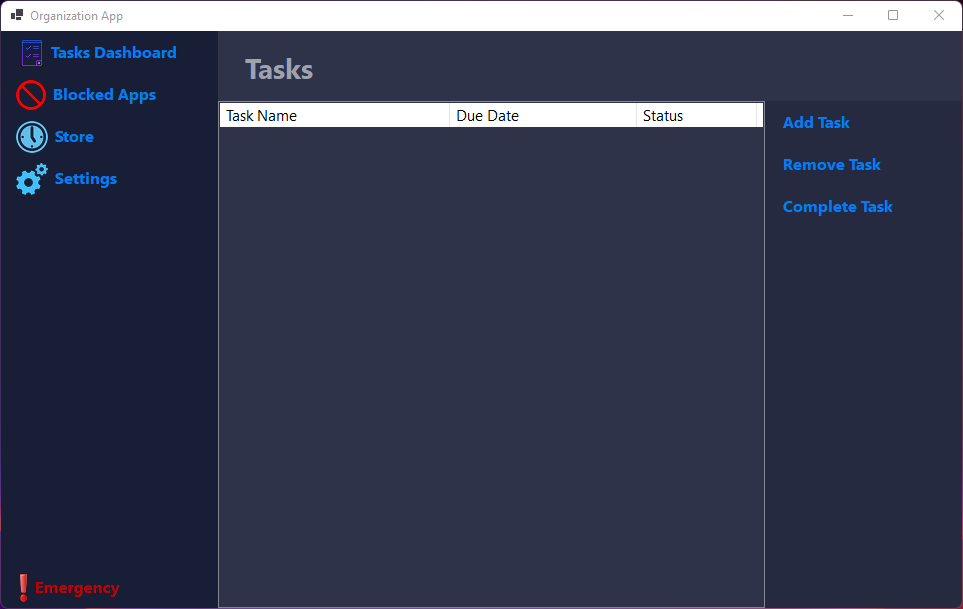 Organization App
Tasks Dashboard
Blocked Apps
Store
Settings
Emergency
Tasks
Task Name Due Date Status
Add Task
Remove Task
Complete Task